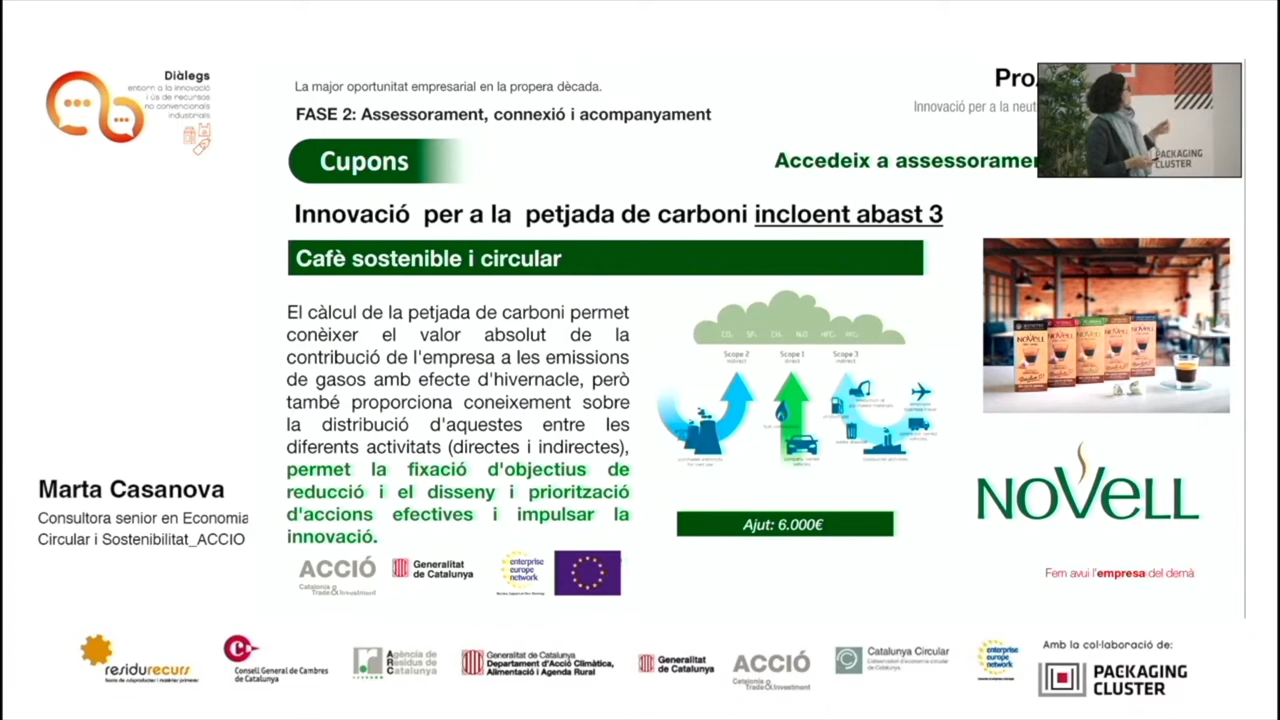 Diàlegs
entorn a la innovació
i ús de recursos
no convencionals
industrials
La major oportunitat empresarial en la propera dècada.
FASE 2: Assessorament, connexió i acompanyament
Innovació per a la
Cupons
Accedeix a
PACKAGING
CLUSTER
Innovació per a la petjada de carboni incloent abast 3
Cafè sostenible i circular
El càlcul de la petjada de carboni permet
conèixer el valor absolut de la
contribució de l'empresa a les emissions
de gasos amb efecte d'hivernacle, però
també proporciona coneixement sobre
la distribució d'aquestes entre les
diferents activitats (directes i indirectes),
permet la fixació d'objectius de
reducció i el disseny i priorització
d'accions efectives i impulsar la
innovació.
Scope 2
Scope 1
Scope 3
Ajut: 6.000€
NOVELL
NOVELL
Fem avui l'empresa del demà
Marta Casanova
Consultora senior en Economia
Circular i Sostenibilitat_ACCIO
ACCIÓ
Catalonia
Trade & Investment
Generalitat
de Catalunya
enterprise
europe
network
residurecurs
Consell General de Cambres
de Catalunya
Agència de
Residus de
Catalunya
Generalitat de Catalunya
Departament d'Acció Climàtica,
Alimentació i Agenda Rural
Generalitat
de Catalunya
ACCIÓ
Catalonia
Trade & Investment
Catalunya Circular
enterprise
europe
network
Amb la col·laboració de:
PACKAGING
CLUSTER